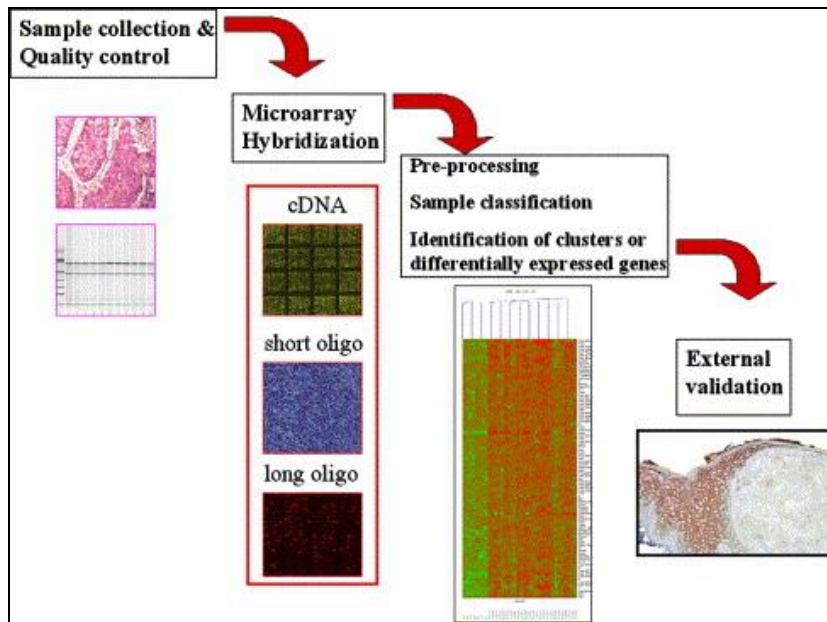 Sample collection &
Quality control
Microarray
Hybridization
cDNA
short oligo
long oligo
Pre-processing
Sample classification
Identification of clusters or
differentially expressed genes
External
validation